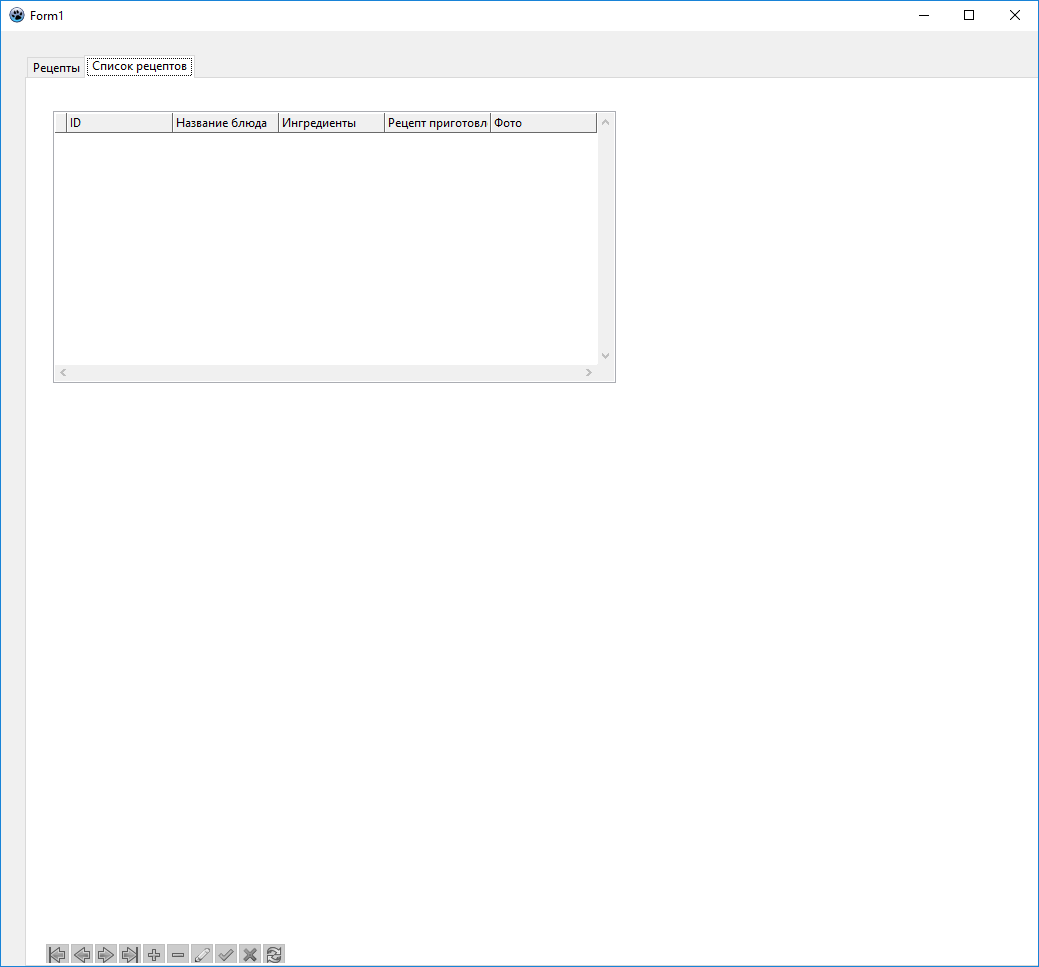 Form1
Рецепты
Список рецептов
ID Название блюда Ингредиенты Рецепт приготовл Фото